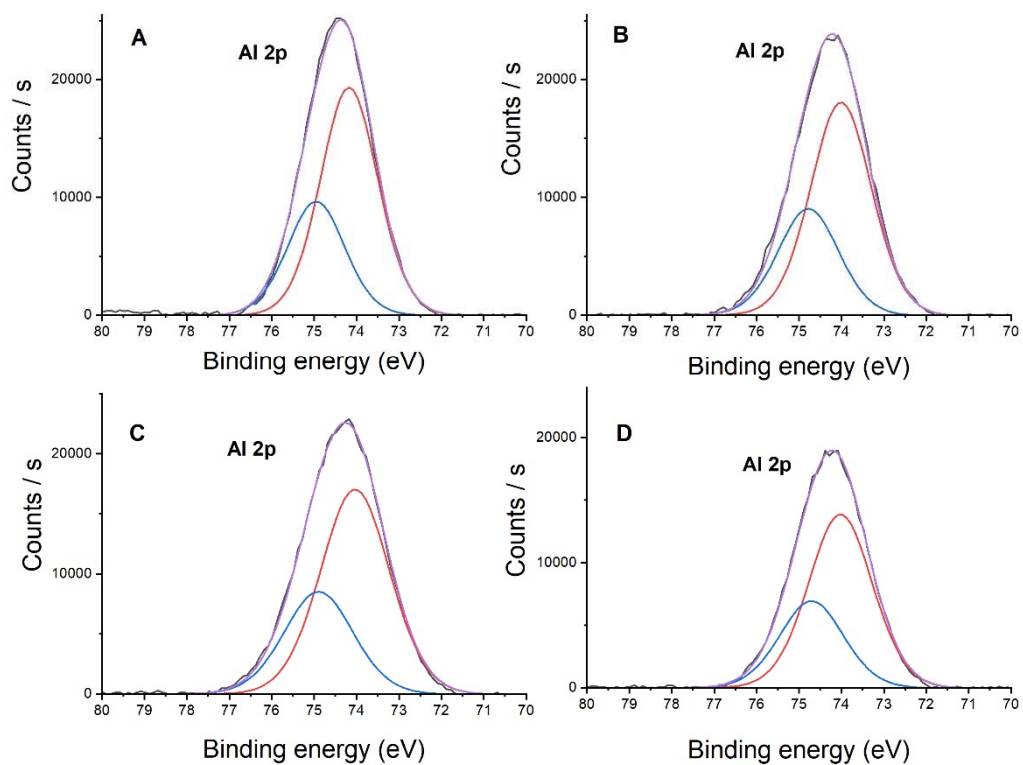 A
Al 2p
Counts / s
20000
10000
0
80 79 78 77 76 75 74 73 72 71 70
Binding energy (eV)
B
Al 2p
Counts / s
20000
10000
0
80 79 78 77 76 75 74 73 72 71 70
Binding energy (eV)
C
Al 2p
Counts / s
20000
10000
0
80 79 78 77 76 75 74 73 72 71 70
Binding energy (eV)
D
Al 2p
Counts / s
20000
10000
0
80 79 78 77 76 75 74 73 72 71 70
Binding energy (eV)